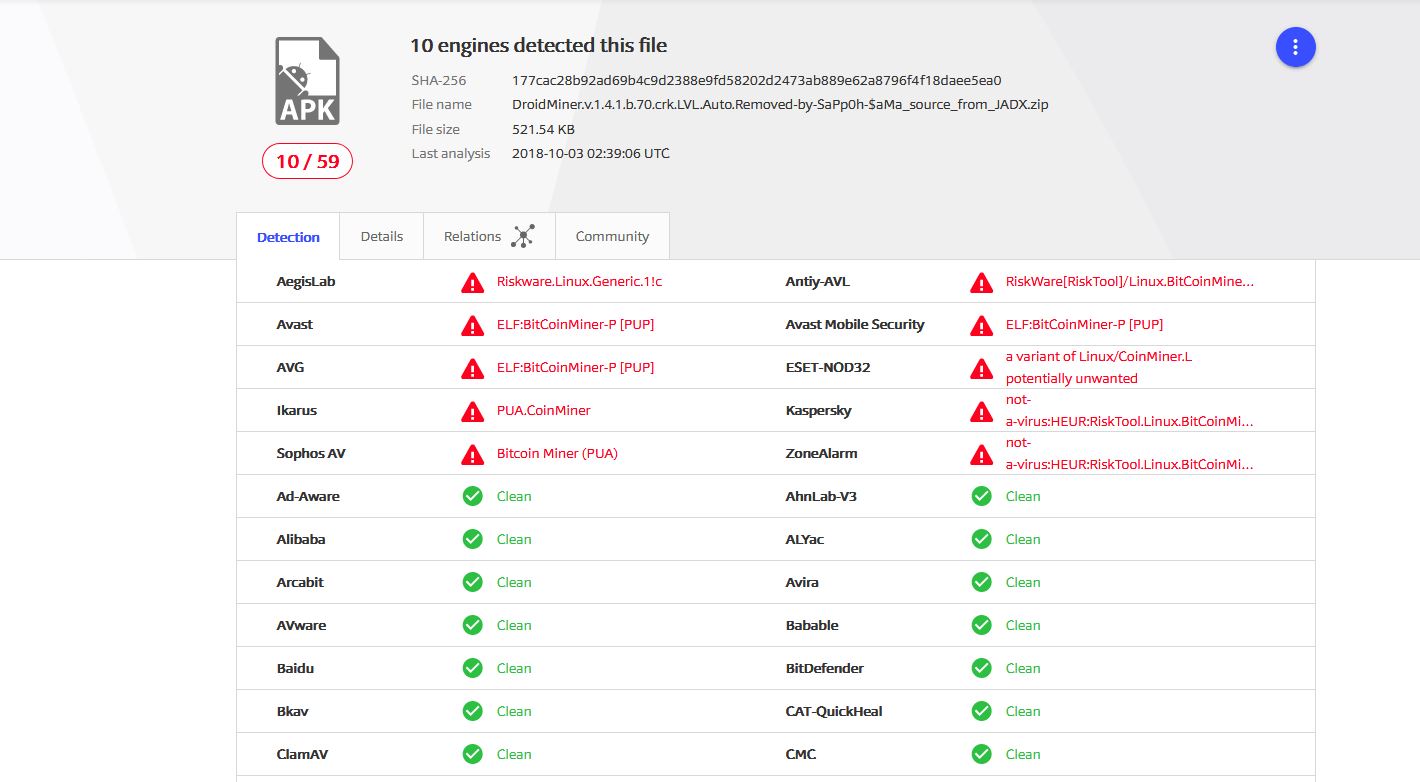 10 engines detected this file
SHA-256 177cac28b92ad69b4c9d2388e9fd58202d2473ab889e62a8796f4f18daee5ea0
File name DroidMiner.v.1.4.1.b.70.crk.LVL.Auto.Removed-by-SaPp0h-$aMa_source_from_JADX.zip
File size 521.54 KB
Last analysis 2018-10-03 02:39:06 UTC
APK
10 / 59
Detection Details Relations Community
AegisLab Riskware.Linux.Generic.1!c Antiy-AVL RiskWare[RiskTool]/Linux.BitCoinMine...
Avast ELF:BitCoinMiner-P [PUP] Avast Mobile Security ELF:BitCoinMiner-P [PUP]
AVG ELF:BitCoinMiner-P [PUP] ESET-NOD32 a variant of Linux/CoinMiner.L
potentially unwanted
Ikarus PUA.CoinMiner Kaspersky not-
a-virus:HEUR:RiskTool.Linux.BitCoinMi...
Sophos AV Bitcoin Miner (PUA) ZoneAlarm not-
a-virus:HEUR:RiskTool.Linux.BitCoinMi...
Ad-Aware Clean AhnLab-V3 Clean
Alibaba Clean ALYac Clean
Arcabit Clean Avira Clean
AVware Clean Babable Clean
Baidu Clean BitDefender Clean
Bkav Clean CAT-QuickHeal Clean
ClamAV Clean CMC Clean